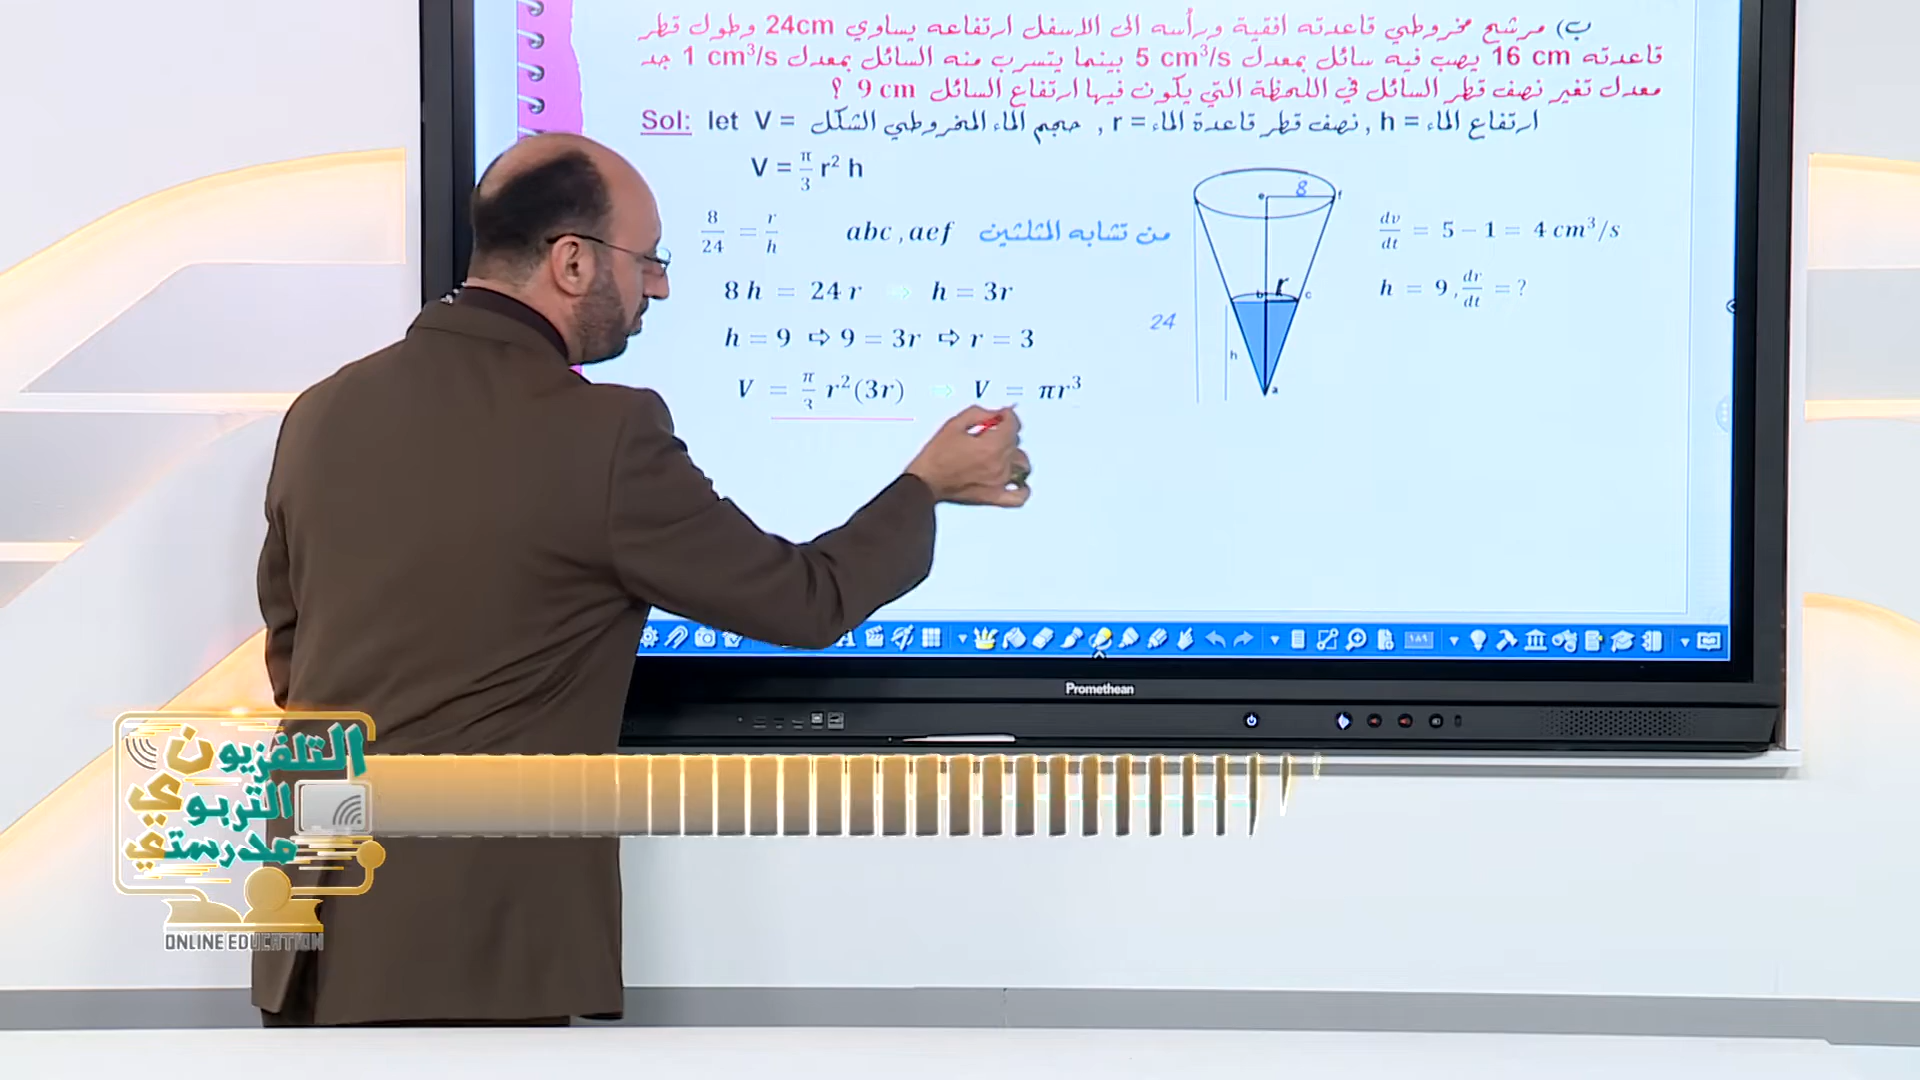 ب) مرشح مخروطي قاعدته افقية ورأسه الى الاسفل ارتفاعه يساوي 24cm وطول قطر
قاعدته 16 cm يصب فيه سائل بمعدل 5 cm³/s بينما يتسرب منه السائل بمعدل 1 cm³/s جد
معدل تغير نصف قطر السائل في اللحظة التي يكون فيها ارتفاع السائل 9 cm ؟
Sol: let V = حجم الماء المخروطي الشكل , r = نصف قطر قاعدة الماء , h = ارتفاع الماء
V = π/3 r² h
8/24 = r/h abc , aef من تشابه المثلثين
8 h = 24 r ⇨ h = 3r
h = 9 ⇨ 9 = 3r ⇨ r = 3
V = π/3 r²(3r) ⇨ V = πr³
e 8 f
b r c
24
h
a
dv/dt = 5 − 1 = 4 cm³/s
h = 9 , dr/dt = ?
١٨٩
Promethean
التلفزيون
التربوي
مدرستي
ONLINE EDUCATION